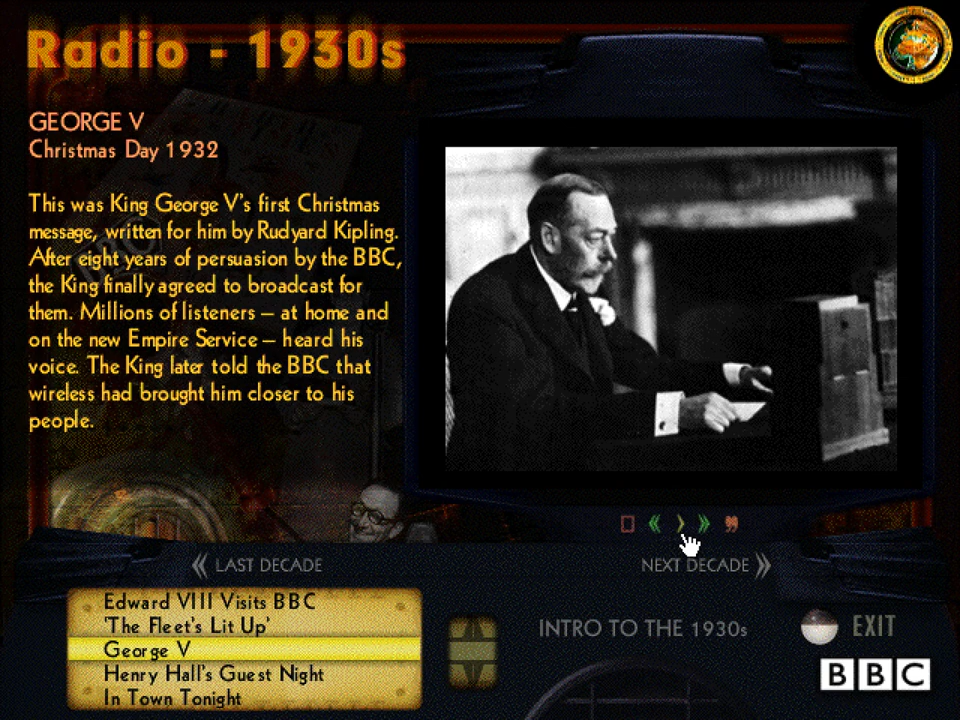 Radio - 1930s
GEORGE V
Christmas Day 1932
This was King George V's first Christmas
message, written for him by Rudyard Kipling.
After eight years of persuasion by the BBC,
the King finally agreed to broadcast for
them. Millions of listeners – at home and
on the new Empire Service – heard his
voice. The King later told the BBC that
wireless had brought him closer to his
people.
LAST DECADE
NEXT DECADE
Edward VIII Visits BBC
'The Fleet's Lit Up'
George V
Henry Hall's Guest Night
In Town Tonight
INTRO TO THE 1930s
EXIT
BBC